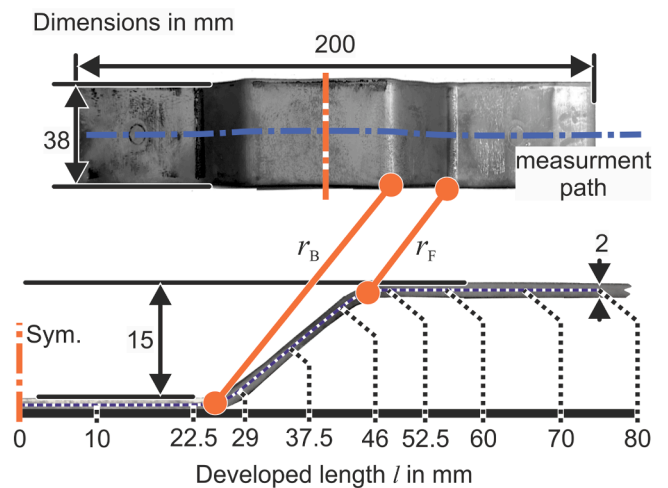 Dimensions in mm
200
38
measurment
path
r_B
r_F
2
Sym.
15
0 10 22.5 29 37.5 46 52.5 60 70 80
Developed length l in mm